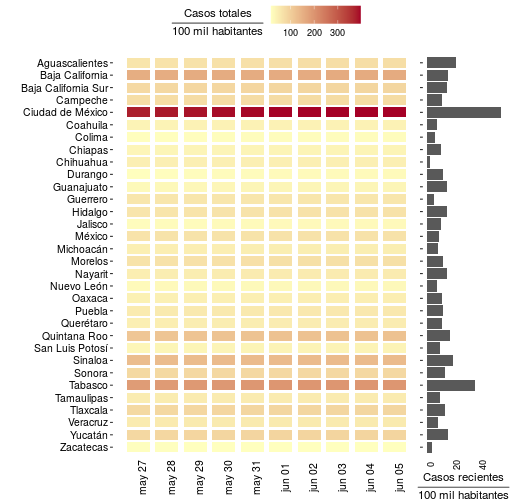 Casos totales
100 mil habitantes
100 200 300
Aguascalientes
Baja California
Baja California Sur
Campeche
Ciudad de México
Coahuila
Colima
Chiapas
Chihuahua
Durango
Guanajuato
Guerrero
Hidalgo
Jalisco
México
Michoacán
Morelos
Nayarit
Nuevo León
Oaxaca
Puebla
Querétaro
Quintana Roo
San Luis Potosí
Sinaloa
Sonora
Tabasco
Tamaulipas
Tlaxcala
Veracruz
Yucatán
Zacatecas
may 27
may 28
may 29
may 30
may 31
jun 01
jun 02
jun 03
jun 04
jun 05
0
20
40
Casos recientes
100 mil habitantes